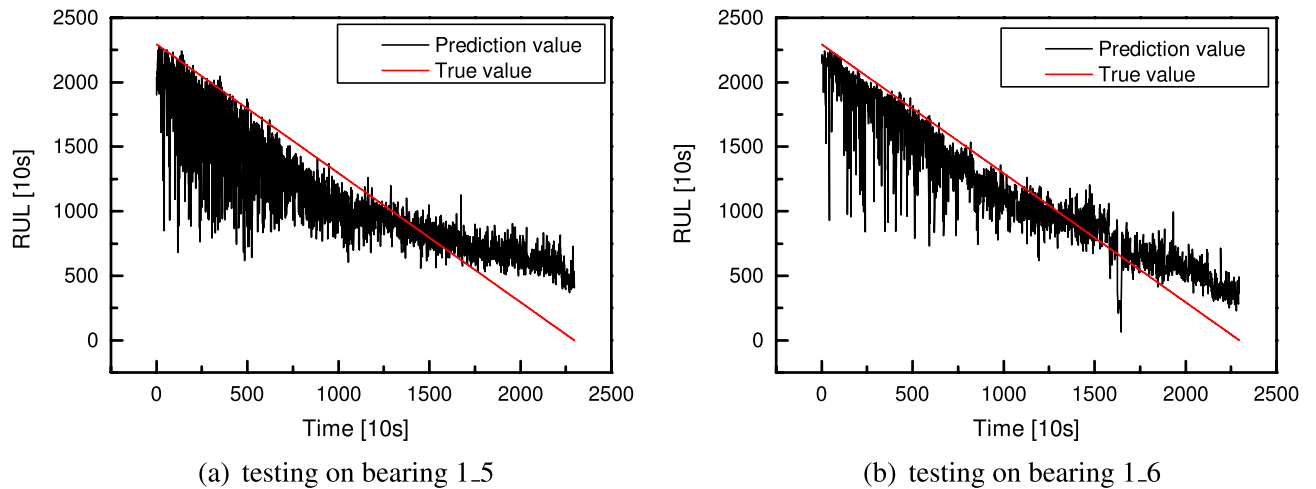 2500
2000
1500
1000
500
0
RUL [10s]
Prediction value
True value
0 500 1000 1500 2000 2500
Time [10s]
(a) testing on bearing 1_5
2500
2000
1500
1000
500
0
RUL [10s]
Prediction value
True value
0 500 1000 1500 2000 2500
Time [10s]
(b) testing on bearing 1_6